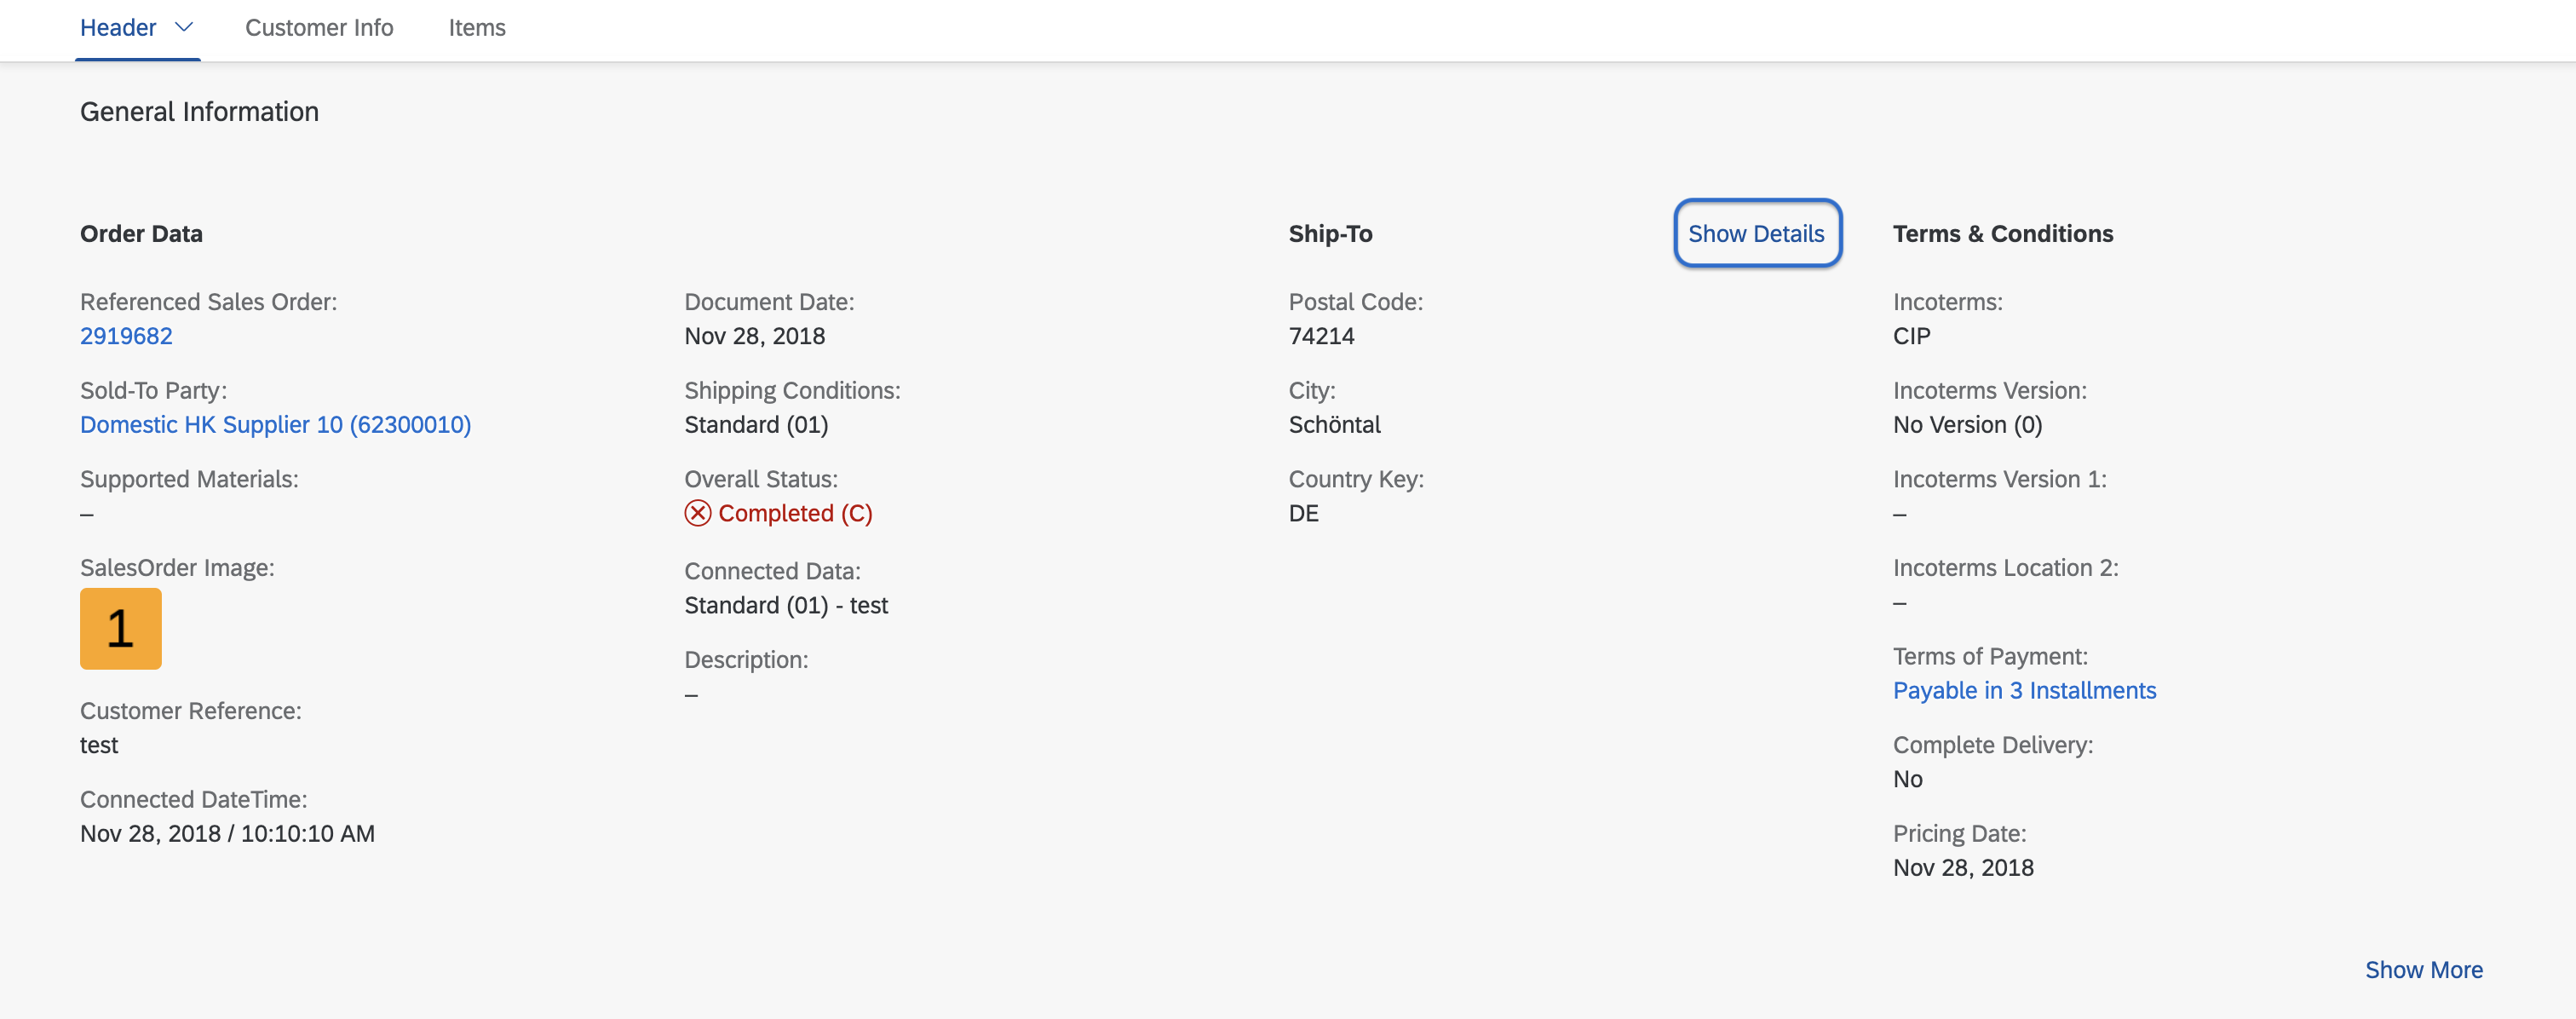 Header
Customer Info
Items
General Information
Order Data
Referenced Sales Order:
2919682
Sold-To Party:
Domestic HK Supplier 10 (62300010)
Supported Materials:
–
SalesOrder Image:
1
Customer Reference:
test
Connected DateTime:
Nov 28, 2018 / 10:10:10 AM
Document Date:
Nov 28, 2018
Shipping Conditions:
Standard (01)
Overall Status:
Completed (C)
Connected Data:
Standard (01) - test
Description:
–
Ship-To
Show Details
Postal Code:
74214
City:
Schöntal
Country Key:
DE
Terms & Conditions
Incoterms:
CIP
Incoterms Version:
No Version (0)
Incoterms Version 1:
–
Incoterms Location 2:
–
Terms of Payment:
Payable in 3 Installments
Complete Delivery:
No
Pricing Date:
Nov 28, 2018
Show More